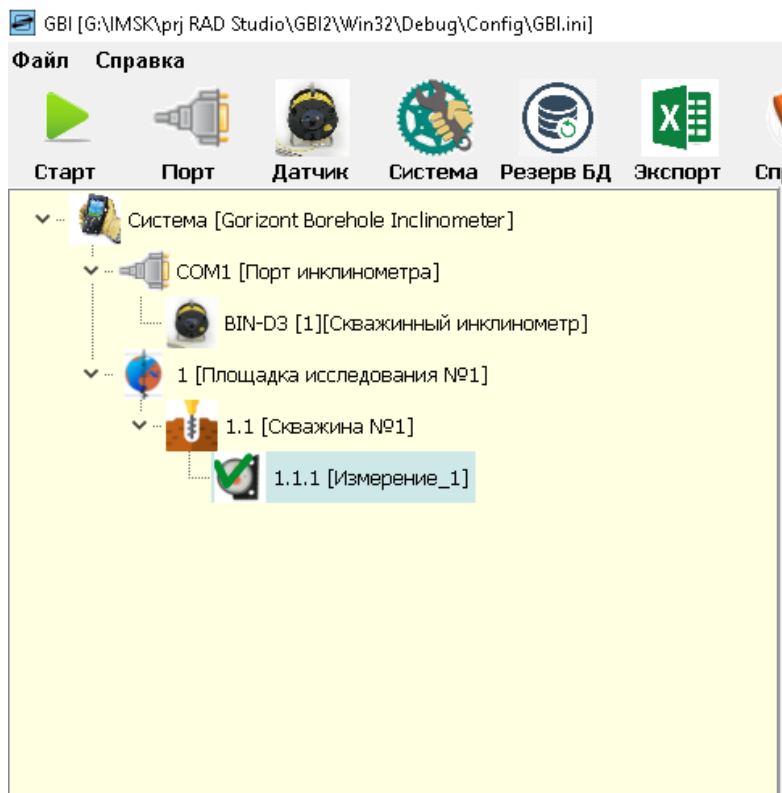 GBI [G:\IMSK\prj RAD Studio\GBI2\Win32\Debug\Config\GBI.ini]
Файл Справка
Старт Порт Датчик Система Резерв БД Экспорт
Система [Gorizont Borehole Inclinometer]
COM1 [Порт инклинометра]
BIN-D3 [1][Скважинный инклинометр]
1 [Площадка исследования №1]
1.1 [Скважина №1]
1.1.1 [Измерение_1]